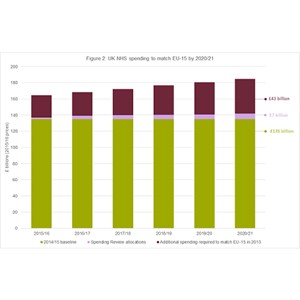 Figure 2: UK NHS spending to match EU-15 by 2020/21
200
180
160
140
120
100
80
60
40
20
0
£ billions (2015/16 prices)
£43 billion
£7 billion
£135 billion
2015/16 2016/17 2017/18 2018/19 2019/20 2020/21
2014/15 baseline Spending Review allocations Additional spending required to match EU-15 in 2013